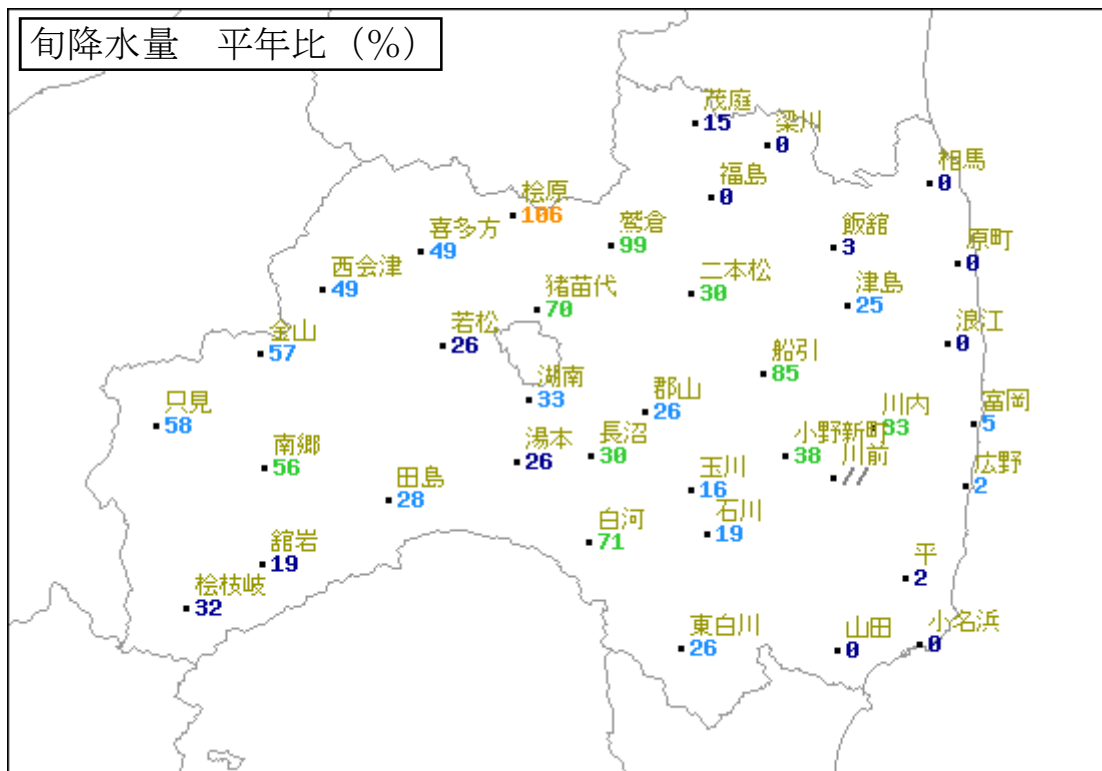 旬降水量　平年比（%）
茂庭
15
梁川
0
相馬
0
福島
0
桧原
106
鷲倉
99
喜多方
49
飯舘
3
原町
0
西会津
49
猪苗代
70
二本松
30
津島
25
金山
57
若松
26
浪江
0
船引
85
湖南
33
郡山
26
只見
58
川内
83
富岡
5
南郷
56
湯本
26
長沼
30
小野新町
38
川前
//
広野
2
田島
28
玉川
16
石川
19
白河
71
舘岩
19
平
2
桧枝岐
32
東白川
26
山田
0
小名浜
0